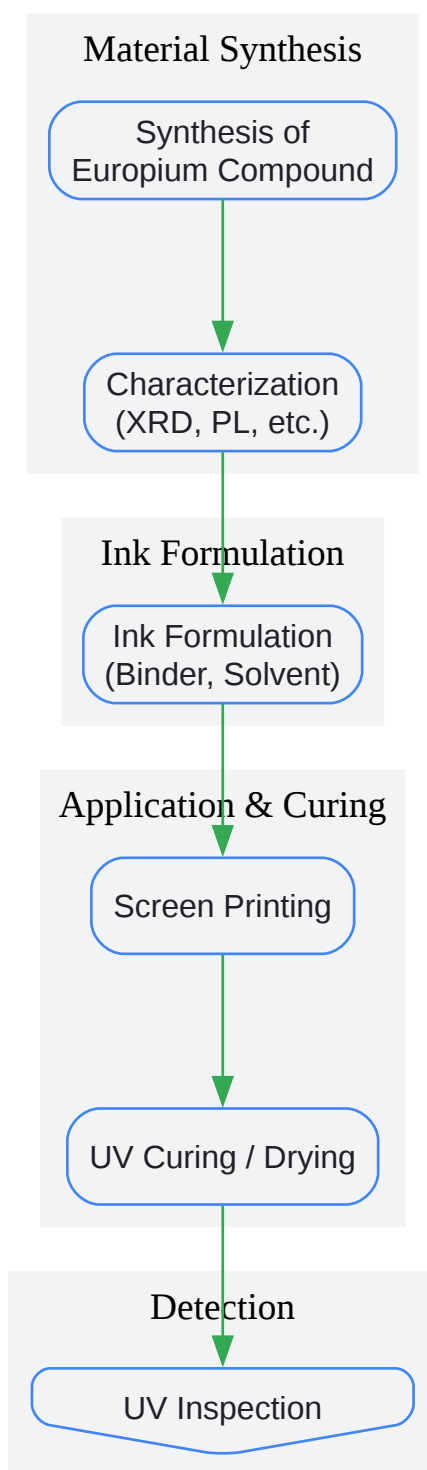 Material Synthesis
Synthesis of
Europium Compound
Characterization
(XRD, PL, etc.)
Ink Formulation
Ink Formulation
(Binder, Solvent)
Application & Curing
Screen Printing
UV Curing / Drying
Detection
UV Inspection